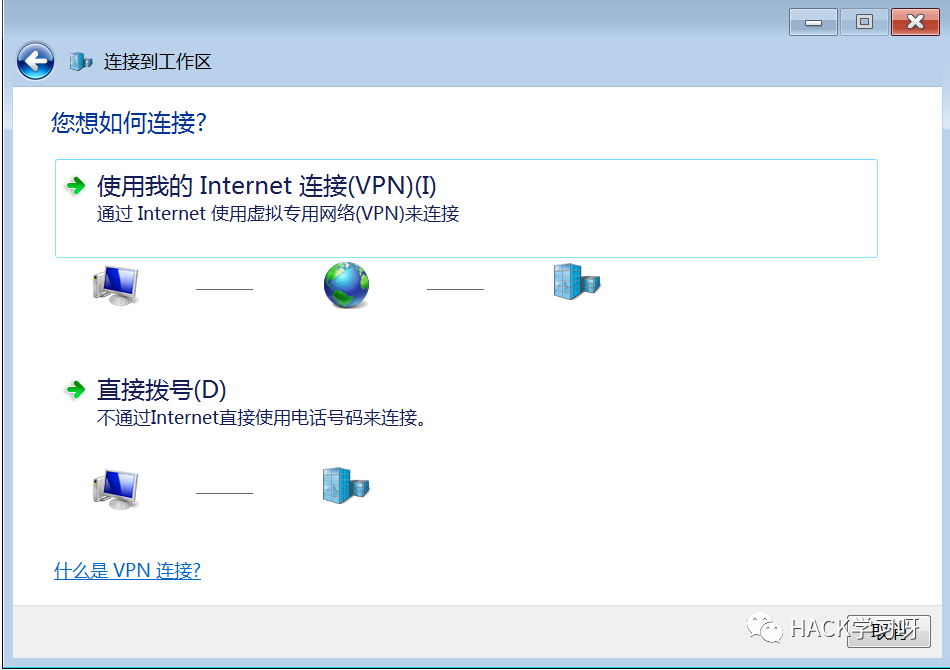 连接到工作区
您想如何连接?
使用我的 Internet 连接(VPN)(I)
通过 Internet 使用虚拟专用网络(VPN)来连接
直接拨号(D)
不通过Internet直接使用电话号码来连接。
什么是 VPN 连接?
取消
HACK学习呀